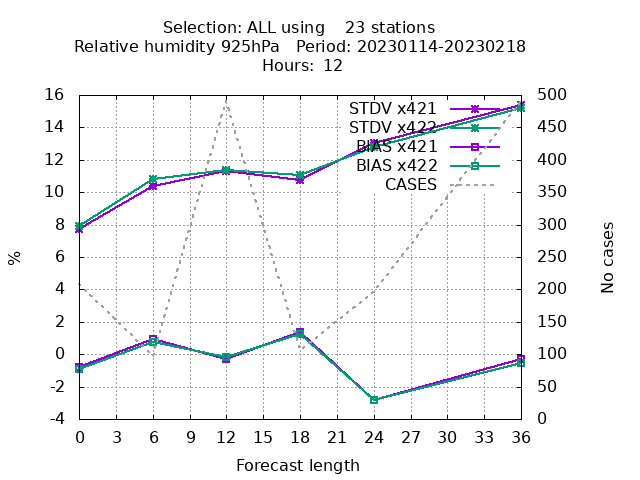 Selection: ALL using    23 stations
Relative humidity 925hPa   Period: 20230114-20230218
Hours: 12
STDV x421
STDV x422
BIAS x421
BIAS x422
CASES
16
14
12
10
8
6
4
2
0
-2
-4
%
500
450
400
350
300
250
200
150
100
50
0
No cases
0 3 6 9 12 15 18 21 24 27 30 33 36
Forecast length